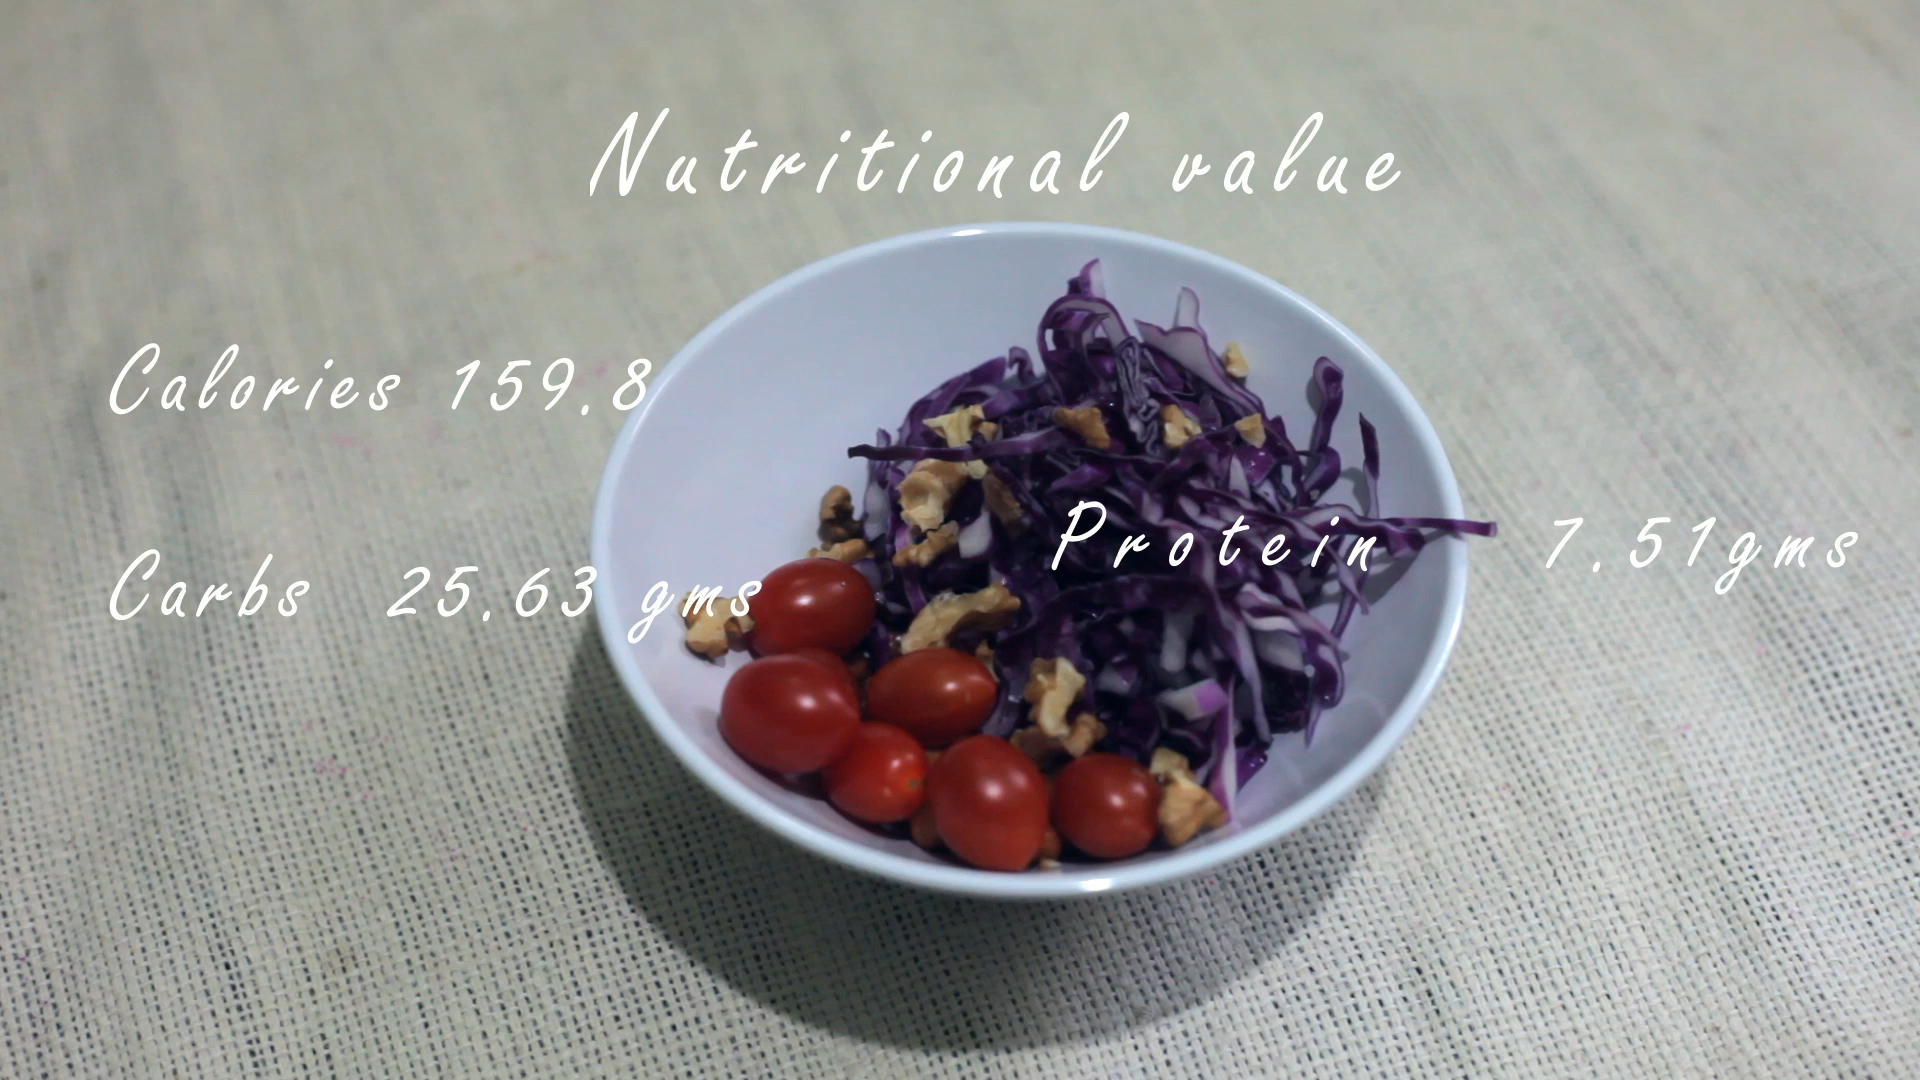 Nutritional value
Calories 159.8
Protein 7.51gms
Carbs 25.63 gms